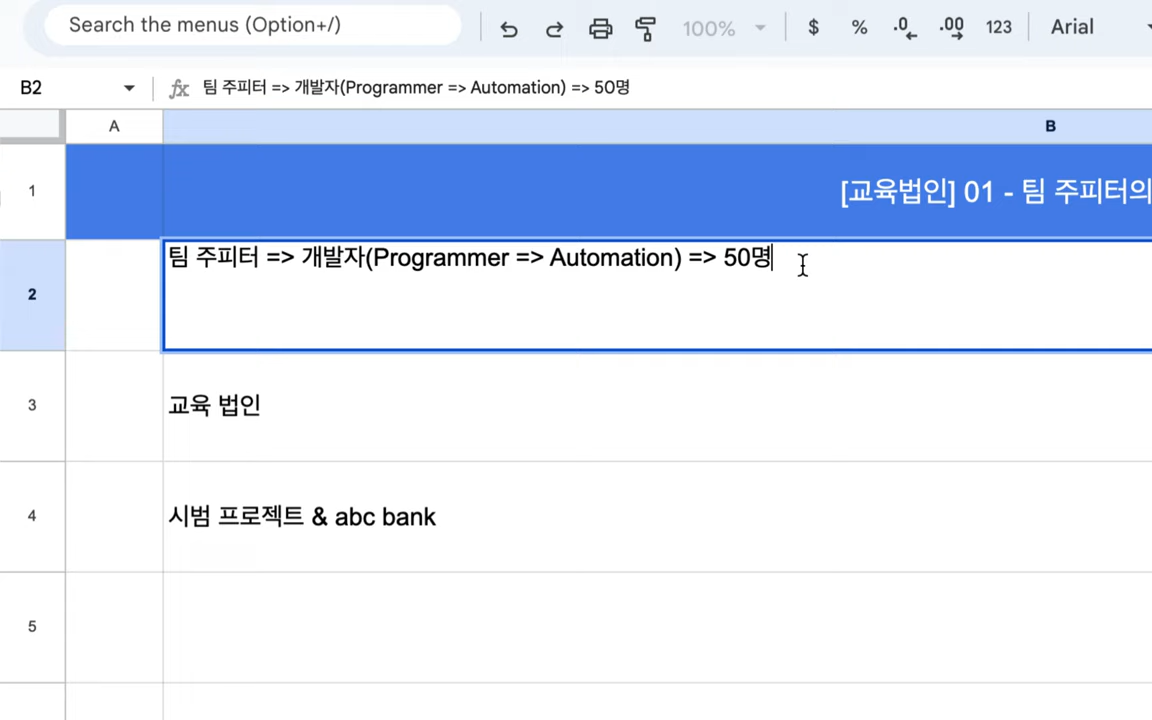 Search the menus (Option+/)
100%
$ % .0 .00 123 Arial
B2
fx 팀 주피터 => 개발자(Programmer => Automation) => 50명
A B
1 [교육법인] 01 - 팀 주피터의
2 팀 주피터 => 개발자(Programmer => Automation) => 50명
3 교육 법인
4 시범 프로젝트 & abc bank
5